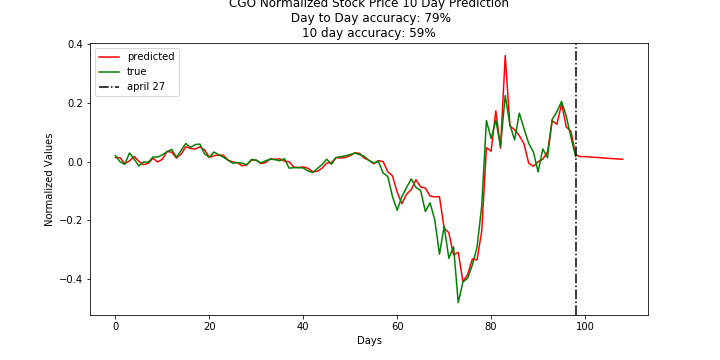 CGO Normalized Stock Price 10 Day Prediction
Day to Day accuracy: 79%
10 day accuracy: 59%
predicted
true
april 27
Normalized Values
0.4
0.2
0.0
−0.2
−0.4
0
20
40
60
80
100
Days